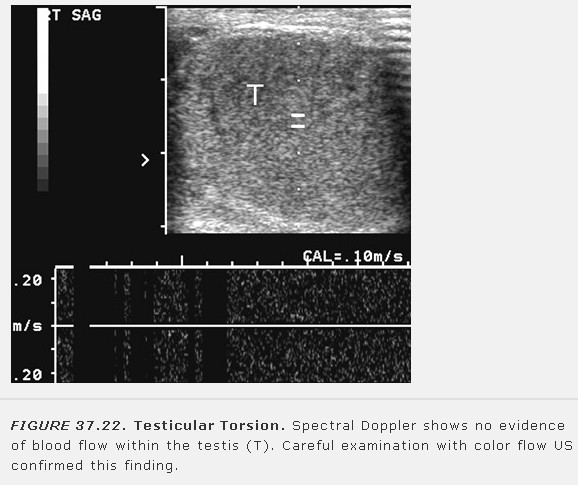 RT SAG
T
CAL=.10m/s
.20
m/s
.20
FIGURE 37.22. Testicular Torsion. Spectral Doppler shows no evidence
of blood flow within the testis (T). Careful examination with color flow US
confirmed this finding.